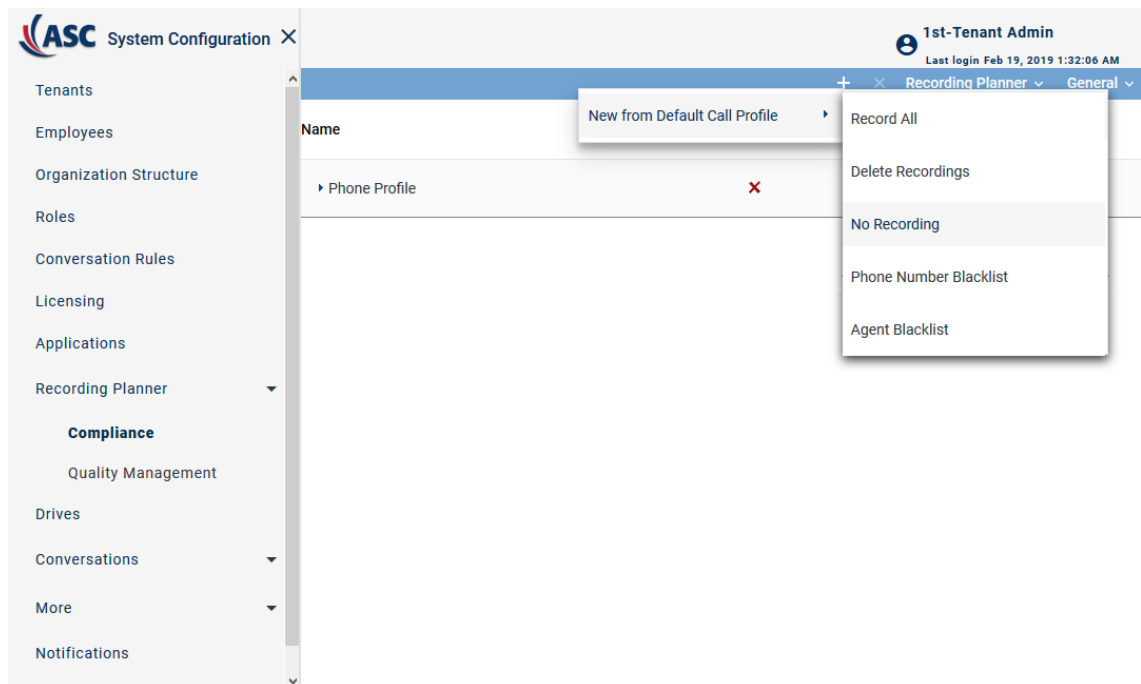 ASC System Configuration
1st-Tenant Admin
Last login Feb 19, 2019 1:32:06 AM
Recording Planner General
Tenants
Employees
Organization Structure
Roles
Conversation Rules
Licensing
Applications
Recording Planner
Compliance
Quality Management
Drives
Conversations
More
Notifications
Name
Phone Profile
New from Default Call Profile
Record All
Delete Recordings
No Recording
Phone Number Blacklist
Agent Blacklist